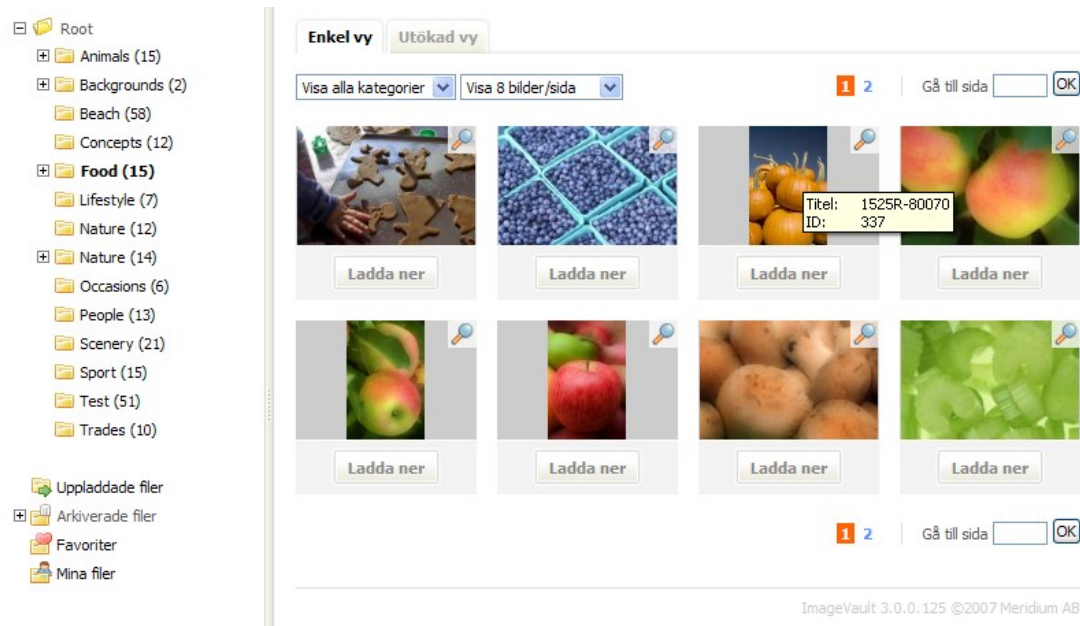 Root
Animals (15)
Backgrounds (2)
Beach (58)
Concepts (12)
Food (15)
Lifestyle (7)
Nature (12)
Nature (14)
Occasions (6)
People (13)
Scenery (21)
Sport (15)
Test (51)
Trades (10)
Uppladdade filer
Arkiverade filer
Favoriter
Mina filer
Enkel vy Utökad vy
Visa alla kategorier Visa 8 bilder/sida 1 2 Gå till sida OK
Titel: 1525R-80070
ID: 337
Ladda ner Ladda ner Ladda ner Ladda ner
Ladda ner Ladda ner Ladda ner Ladda ner
1 2 Gå till sida OK
ImageVault 3.0.0.125 ©2007 Meridium AB